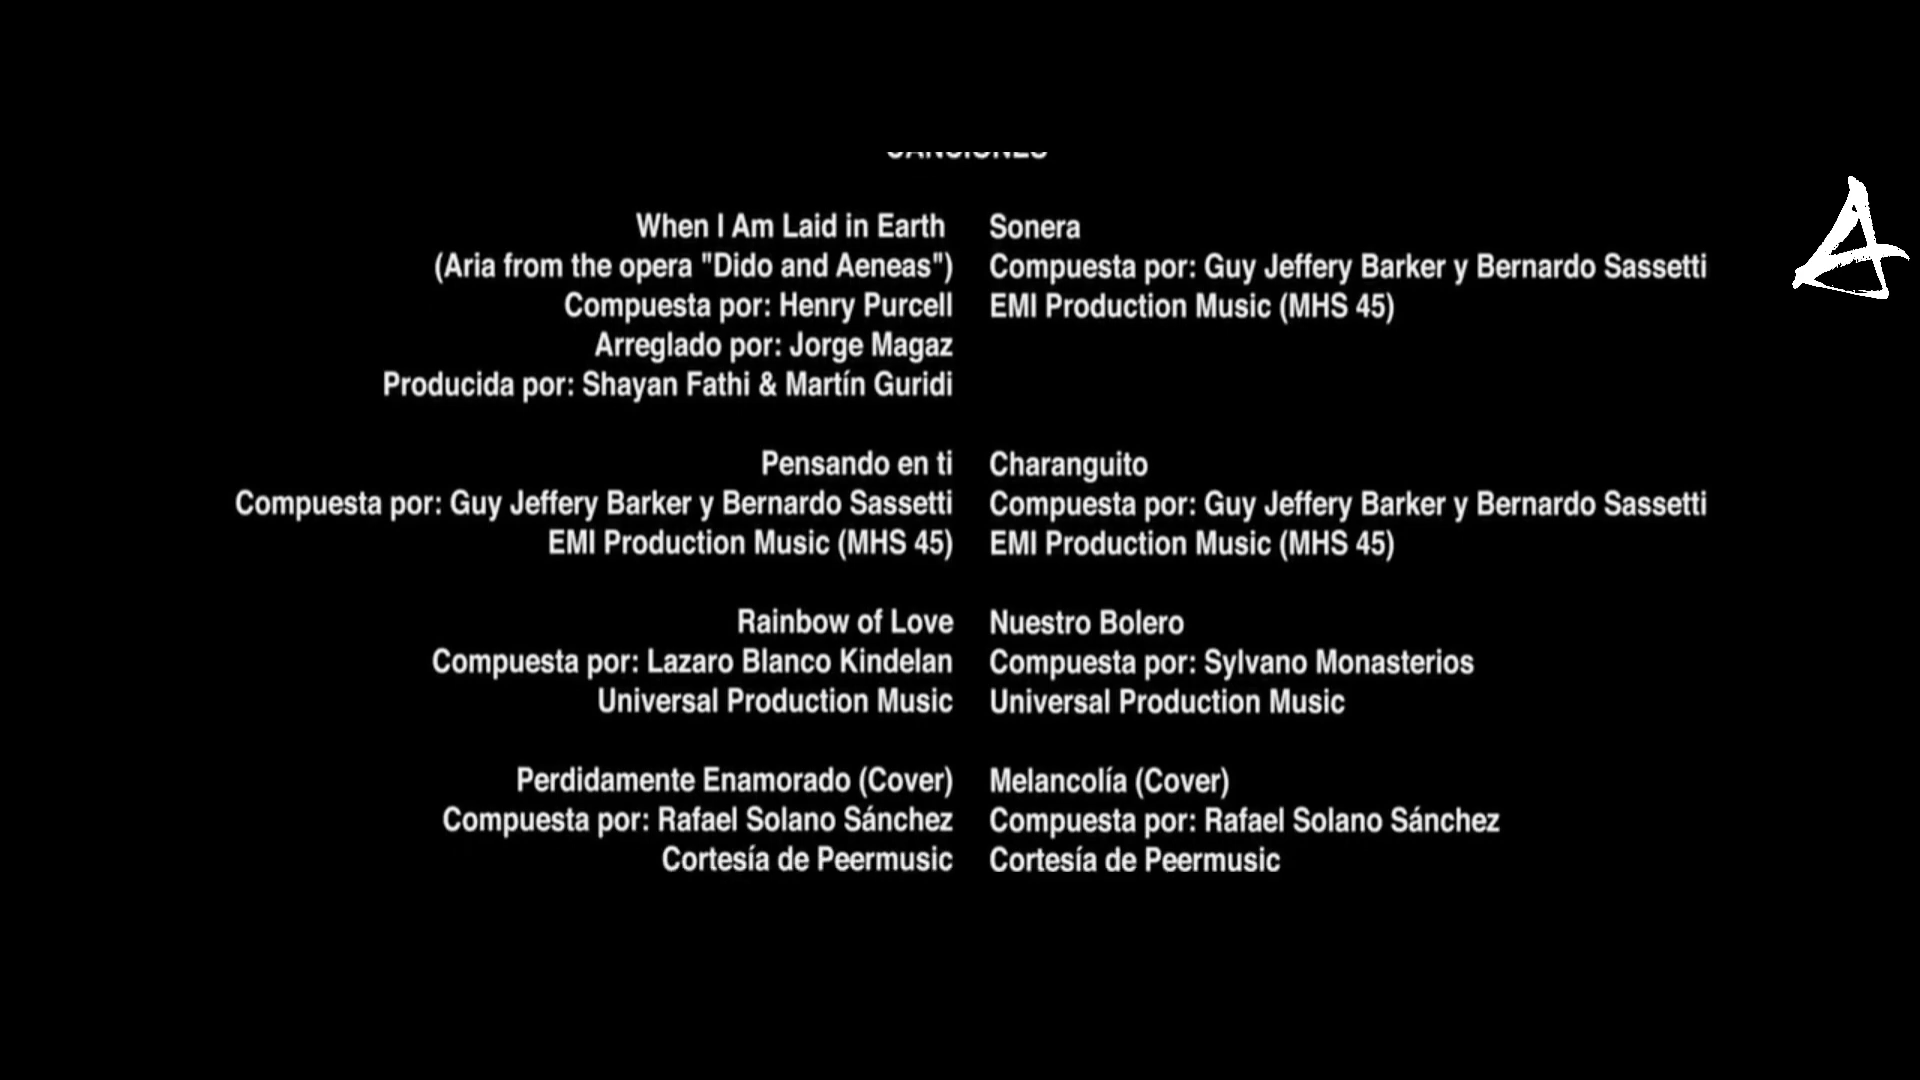 CANCIONES
When I Am Laid in Earth
(Aria from the opera "Dido and Aeneas")
Compuesta por: Henry Purcell
Arreglado por: Jorge Magaz
Producida por: Shayan Fathi & Martín Guridi
Sonera
Compuesta por: Guy Jeffery Barker y Bernardo Sassetti
EMI Production Music (MHS 45)
Pensando en ti
Compuesta por: Guy Jeffery Barker y Bernardo Sassetti
EMI Production Music (MHS 45)
Charanguito
Compuesta por: Guy Jeffery Barker y Bernardo Sassetti
EMI Production Music (MHS 45)
Rainbow of Love
Compuesta por: Lazaro Blanco Kindelan
Universal Production Music
Nuestro Bolero
Compuesta por: Sylvano Monasterios
Universal Production Music
Perdidamente Enamorado (Cover)
Compuesta por: Rafael Solano Sánchez
Cortesía de Peermusic
Melancolía (Cover)
Compuesta por: Rafael Solano Sánchez
Cortesía de Peermusic